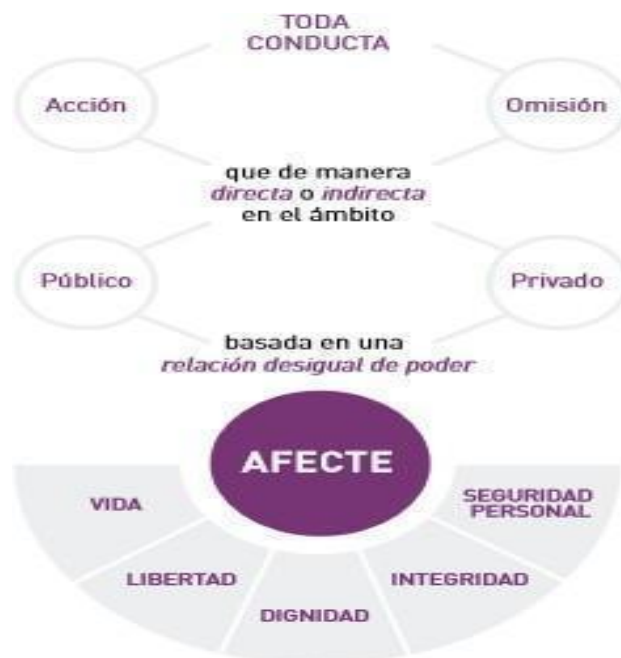 TODA
CONDUCTA
Acción
Omisión
que de manera
directa o indirecta
en el ámbito
Público
Privado
basada en una
relación desigual de poder
AFECTE
VIDA
LIBERTAD
DIGNIDAD
INTEGRIDAD
SEGURIDAD
PERSONAL